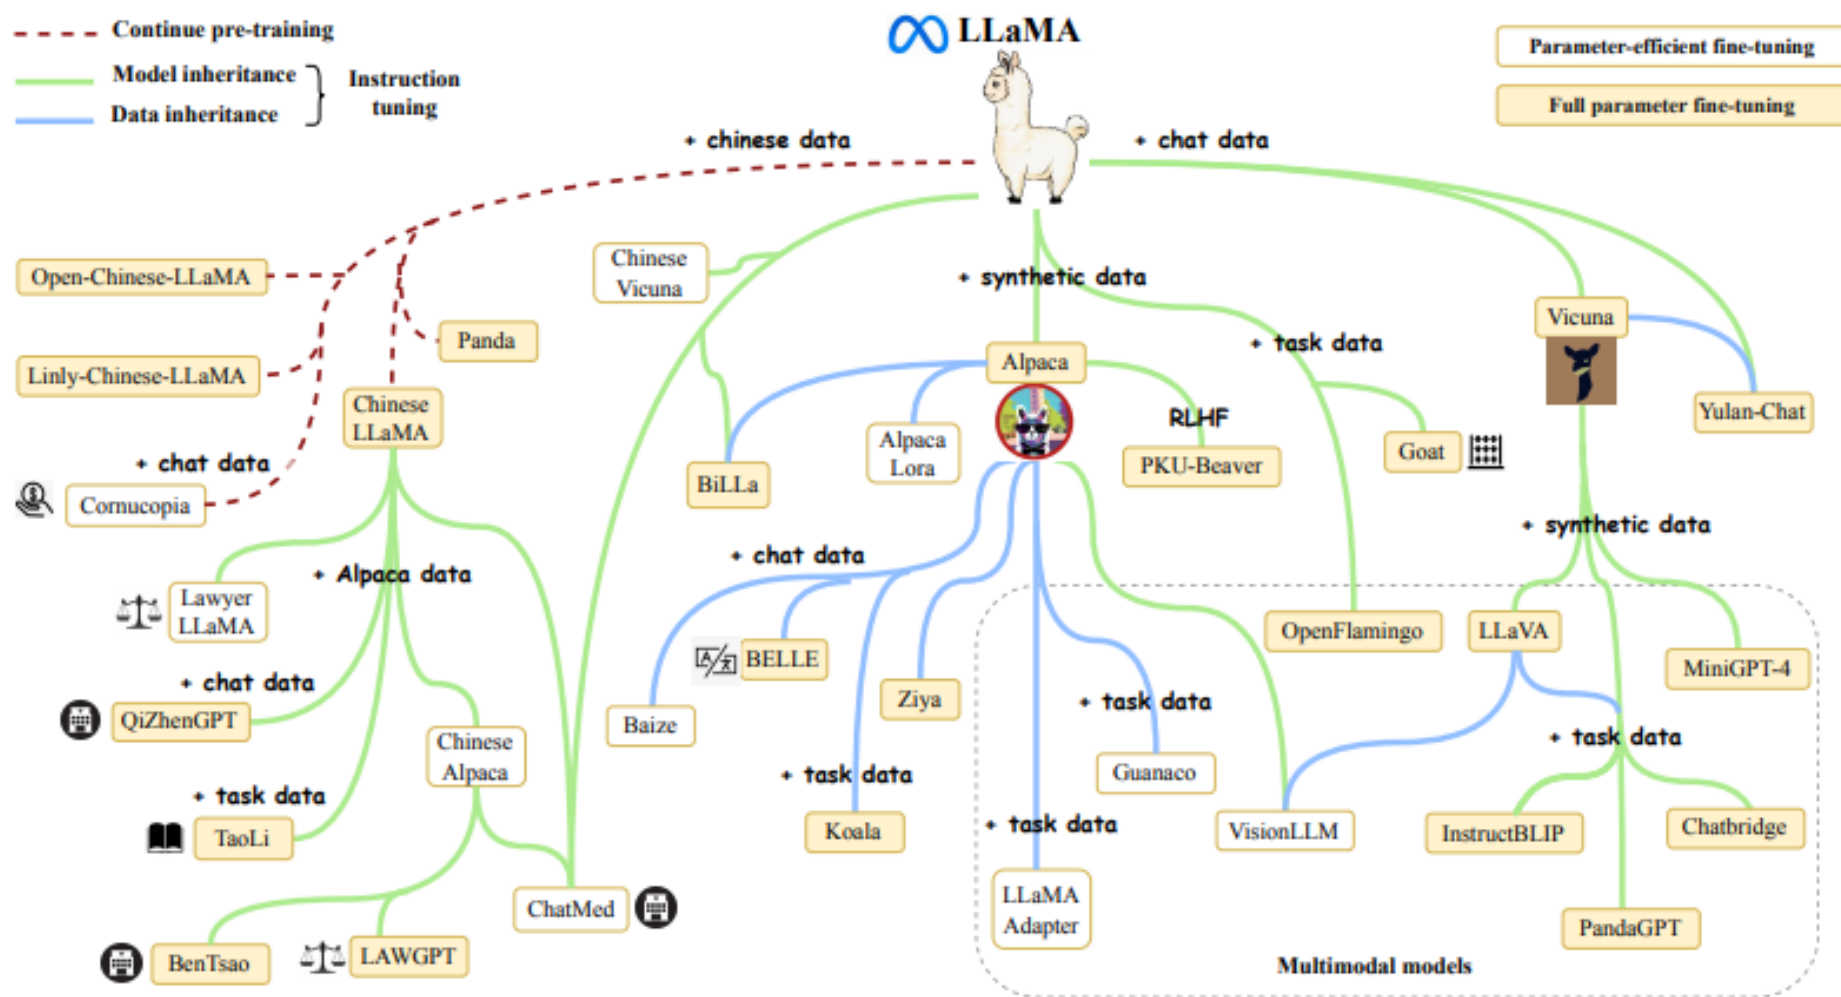 Continue pre-training
Model inheritance
Data inheritance
Instruction
tuning
LLaMA
Parameter-efficient fine-tuning
Full parameter fine-tuning
+ chinese data
+ chat data
Open-Chinese-LLaMA
Linly-Chinese-LLaMA
Panda
Chinese
LLaMA
+ chat data
Cornucopia
Chinese
Vicuna
+ synthetic data
+ task data
Vicuna
Alpaca
Yulan-Chat
RLHF
BiLLa
Alpaca
Lora
PKU-Beaver
Goat
+ Alpaca data
+ chat data
+ synthetic data
Lawyer
LLaMA
+ chat data
QiZhenGPT
BELLE
Ziya
Baize
OpenFlamingo
LLaVA
MiniGPT-4
+ task data
Guanaco
+ task data
Chinese
Alpaca
+ task data
TaoLi
+ task data
Koala
+ task data
VisionLLM
InstructBLIP
Chatbridge
LLaMA
Adapter
ChatMed
PandaGPT
BenTsao
LAWGPT
Multimodal models